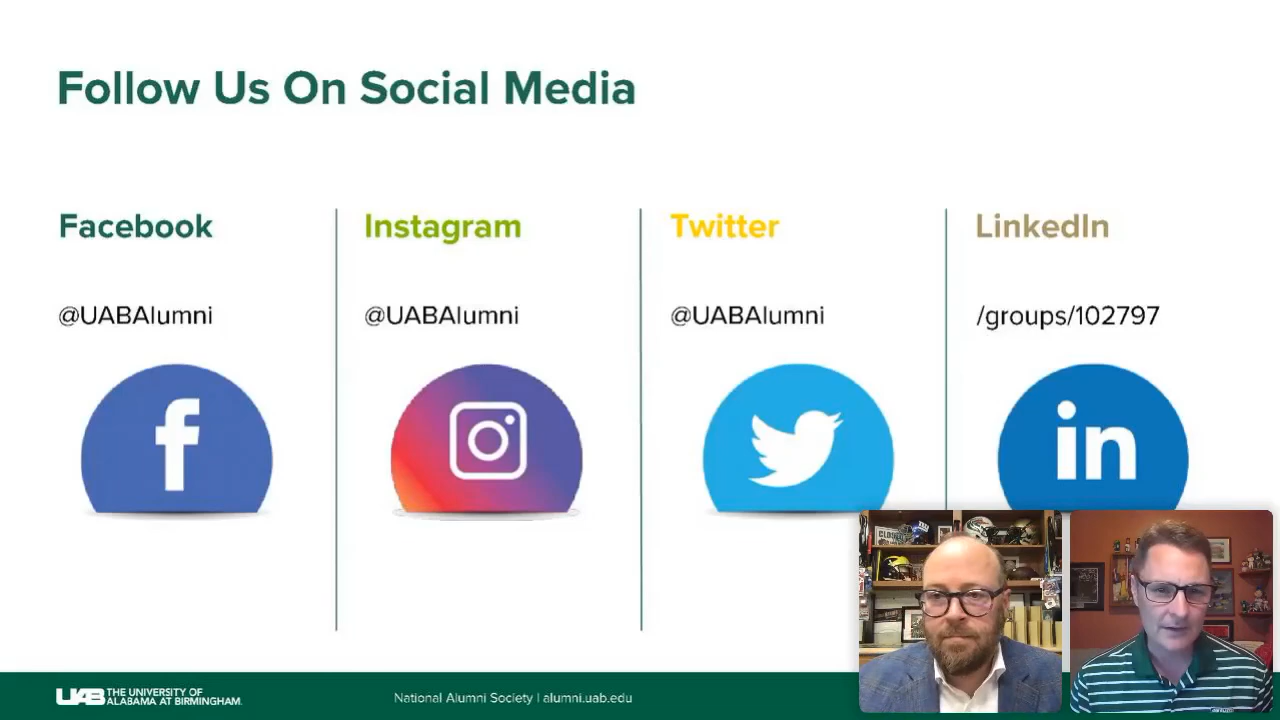 Follow Us On Social Media
Facebook
Instagram
Twitter
LinkedIn
@UABAlumni
@UABAlumni
@UABAlumni
/groups/102797
f
in
UAB THE UNIVERSITY OF
ALABAMA AT BIRMINGHAM.
National Alumni Society | alumni.uab.edu